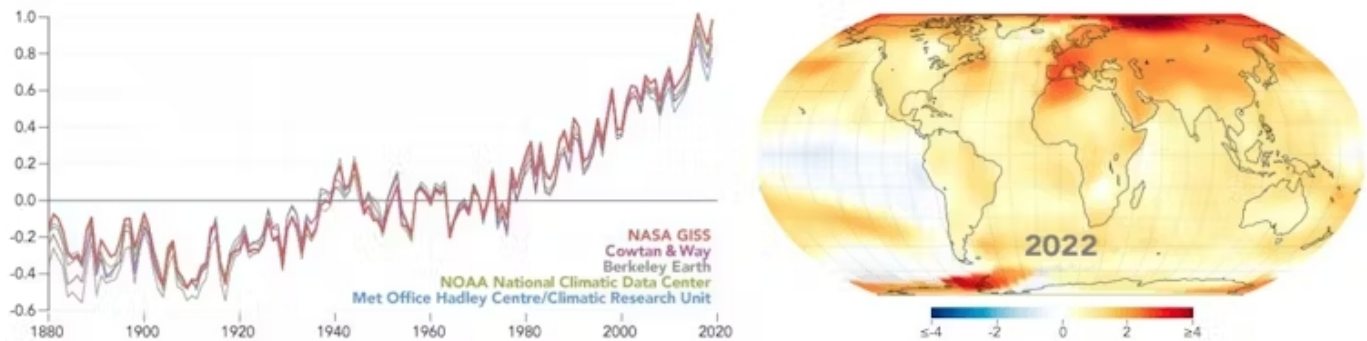 1.0
0.8
0.6
0.4
0.2
0.0
-0.2
-0.4
-0.6
NASA GISS
Cowtan & Way
Berkeley Earth
NOAA National Climatic Data Center
Met Office Hadley Centre/Climatic Research Unit
1880 1900 1920 1940 1960 1980 2000 2020
2022
≤-4 -2 0 2 ≥4